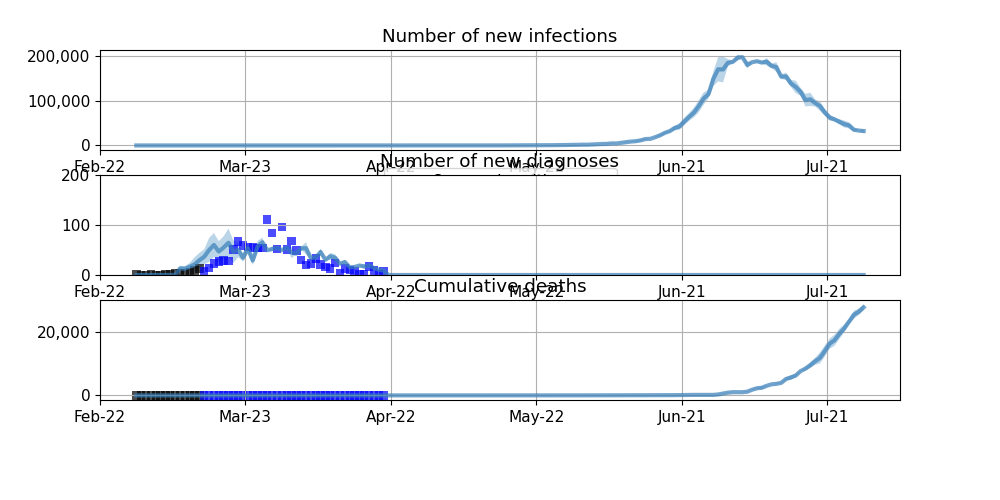 Number of new infections
200,000
100,000
0
Feb-22 Mar-23 Apr-22 May-22 Jun-21 Jul-21
Number of new diagnoses
200
100
0
Feb-22 Mar-23 Apr-22 May-22 Jun-21 Jul-21
Cumulative deaths
20,000
0
Feb-22 Mar-23 Apr-22 May-22 Jun-21 Jul-21